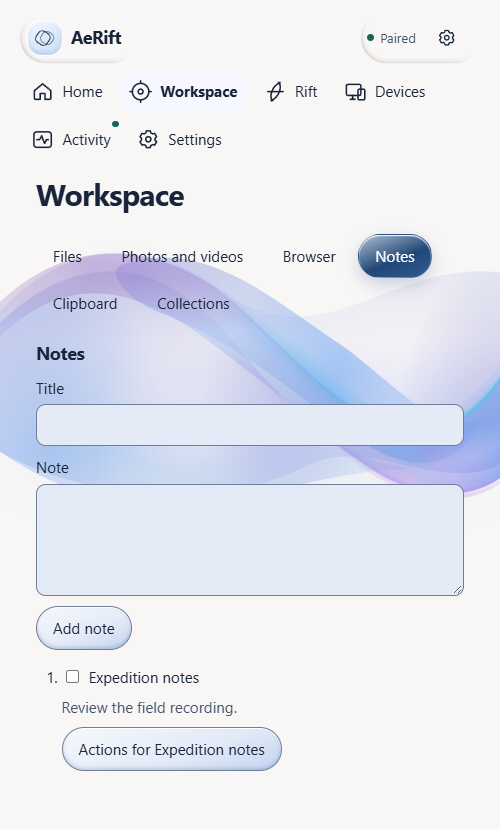 AeRift
Paired
Home
Workspace
Rift
Devices
Activity
Settings
Workspace
Files
Photos and videos
Browser
Notes
Clipboard
Collections
Notes
Title
Note
Add note
1. Expedition notes
Review the field recording.
Actions for Expedition notes